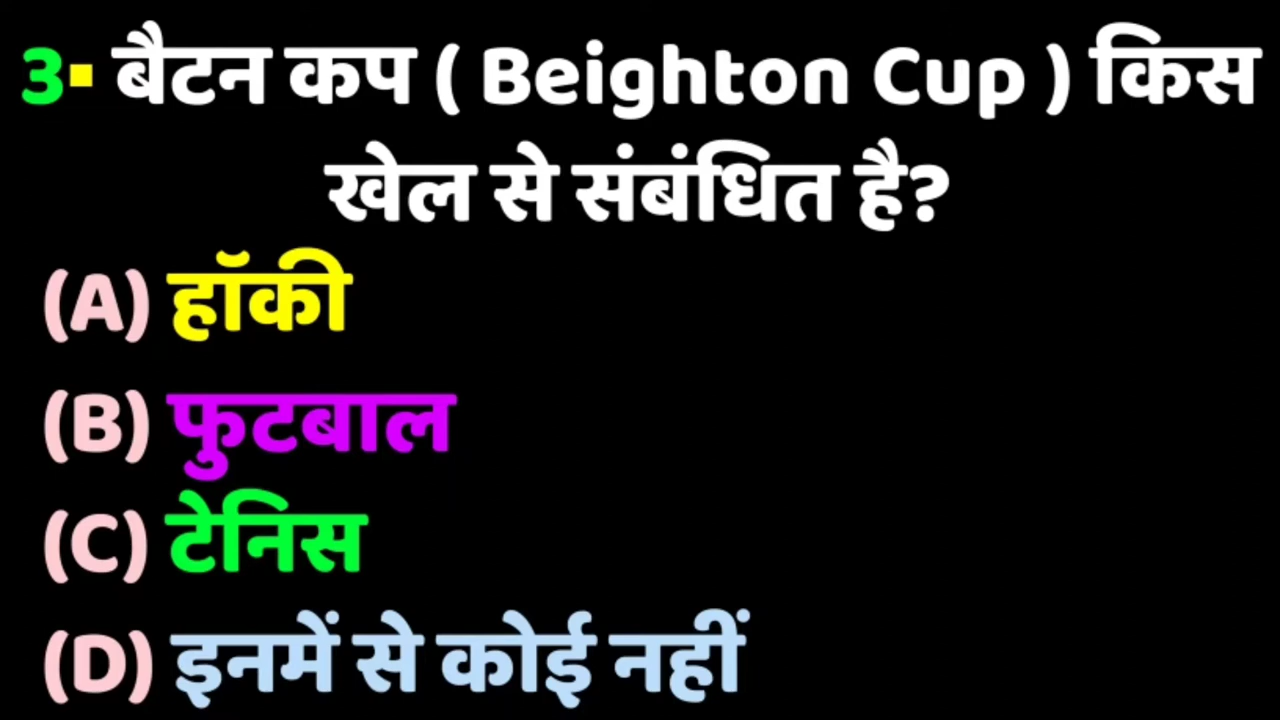 3▪ बैटन कप ( Beighton Cup ) किस
खेल से संबंधित है?
(A) हॉकी
(B) फुटबाल
(C) टेनिस
(D) इनमें से कोई नहीं